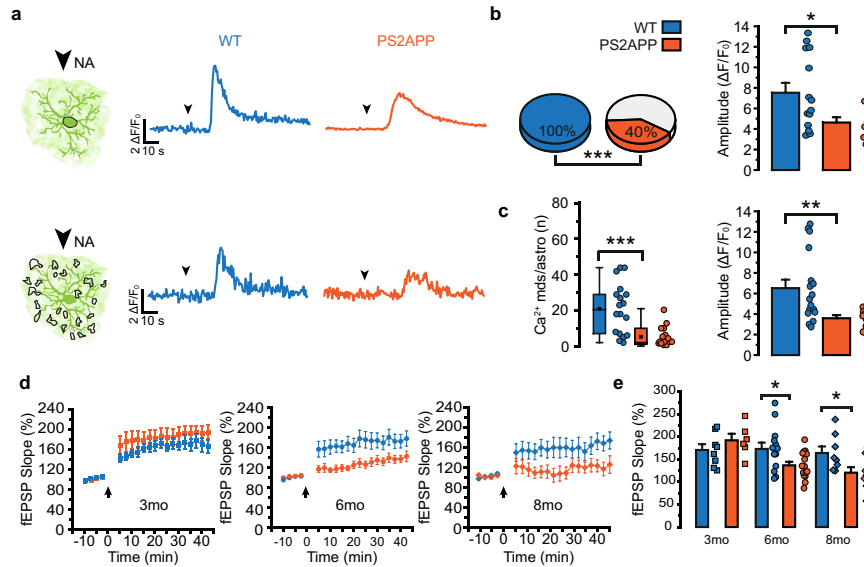 a
NA
WT
PS2APP
2 ΔF/F₀
10 s
NA
2 ΔF/F₀
10 s
b
WT
PS2APP
100%
40%
***
Amplitude (ΔF/F₀)
14
12
10
8
6
4
2
0
*
c
Ca²⁺ mds/astro (n)
80
60
40
20
0
***
Amplitude (ΔF/F₀)
14
12
10
8
6
4
2
0
**
d
fEPSP Slope (%)
240
200
160
120
80
40
0
-10 0 10 20 30 40
Time (min)
3mo
fEPSP Slope (%)
240
200
160
120
80
40
0
-10 0 10 20 30 40
Time (min)
6mo
fEPSP Slope (%)
240
200
160
120
80
40
0
-10 0 10 20 30 40
Time (min)
8mo
e
fEPSP Slope (%)
300
250
200
150
100
50
0
*
*
3mo 6mo 8mo